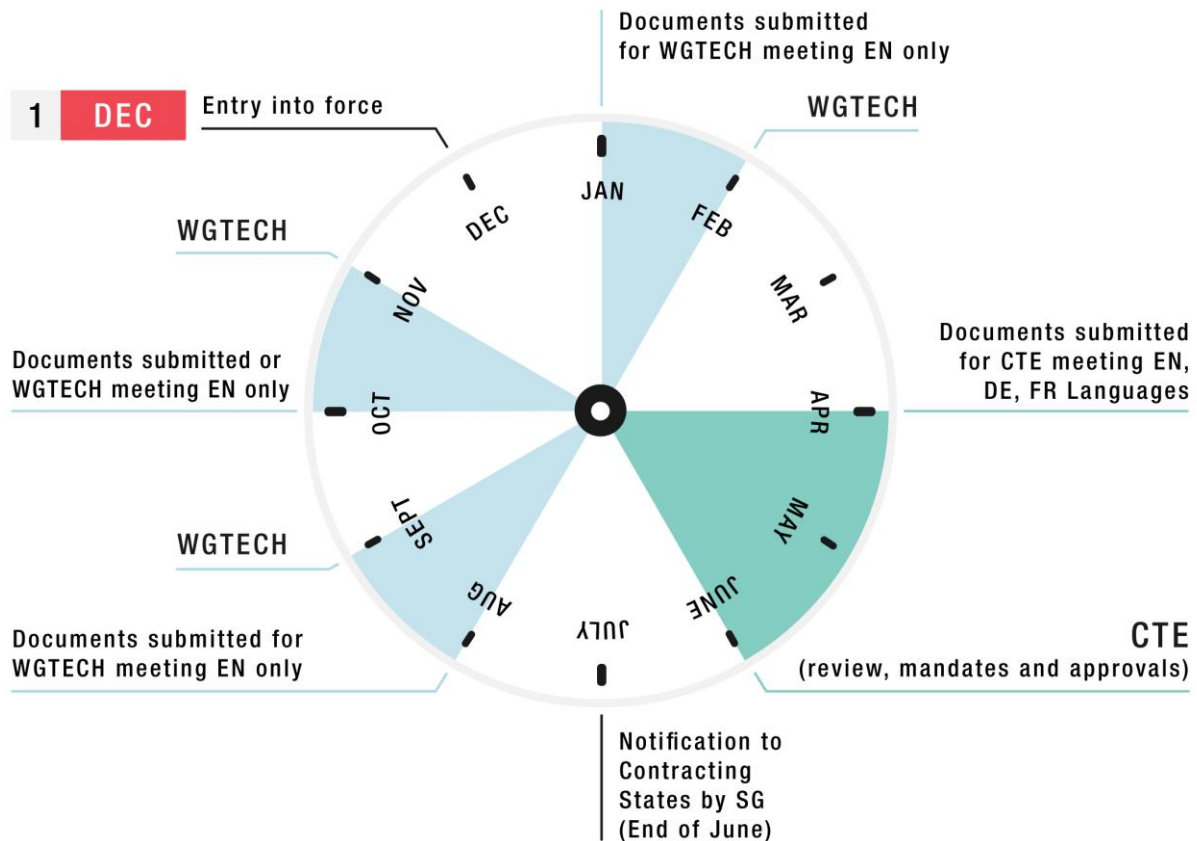 Documents submitted
for WGTECH meeting EN only
1 DEC
Entry into force
WGTECH
JAN
FEB
MAR
APR
MAY
JUNE
JULY
AUG
SEPT
OCT
NOV
DEC
WGTECH
Documents submitted or
WGTECH meeting EN only
Documents submitted
for CTE meeting EN,
DE, FR Languages
WGTECH
Documents submitted for
WGTECH meeting EN only
CTE
(review, mandates and approvals)
Notification to
Contracting
States by SG
(End of June)